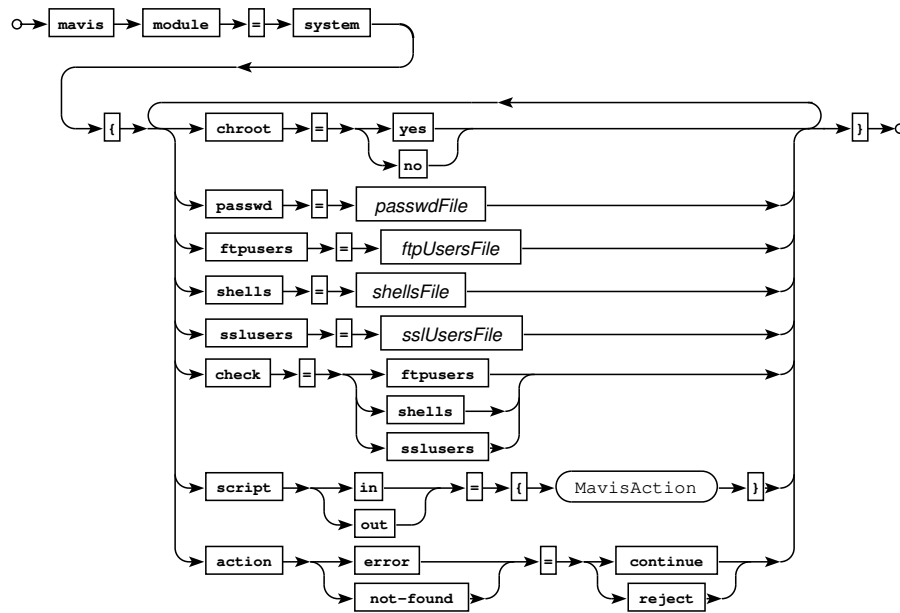 mavis module = system
{ chroot = yes }
no
passwd = passwdFile
ftpusers = ftpUsersFile
shells = shellsFile
sslusers = sslUsersFile
check = ftpusers
shells
sslusers
script in = { MavisAction }
out
action error = continue
not-found reject